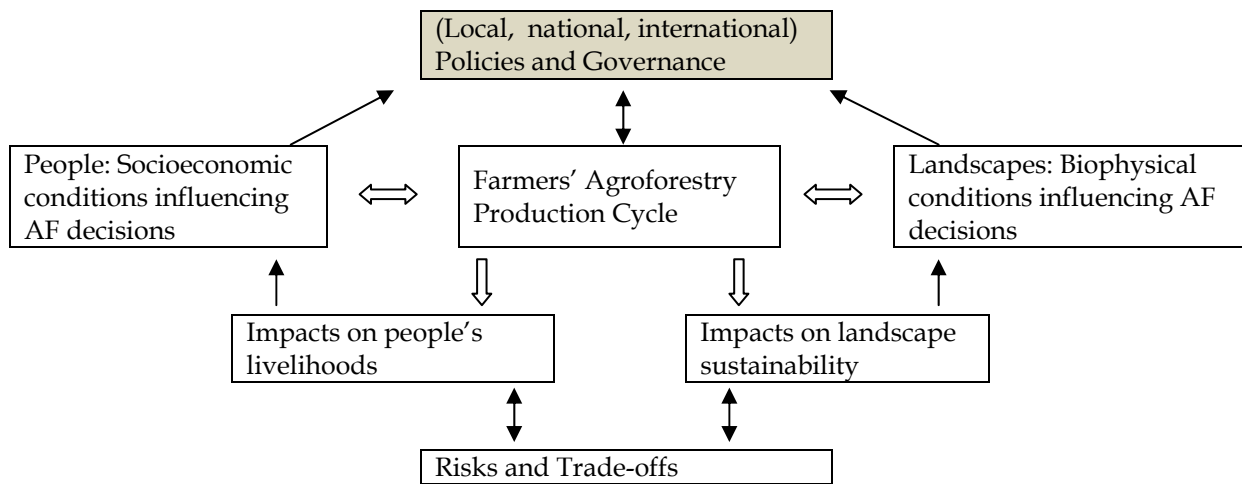 (Local,  national, international)
Policies and Governance
People: Socioeconomic
conditions influencing
AF decisions
Farmers’ Agroforestry
Production Cycle
Landscapes: Biophysical
conditions influencing AF
decisions
Impacts on people’s
livelihoods
Impacts on landscape
sustainability
Risks and Trade-offs